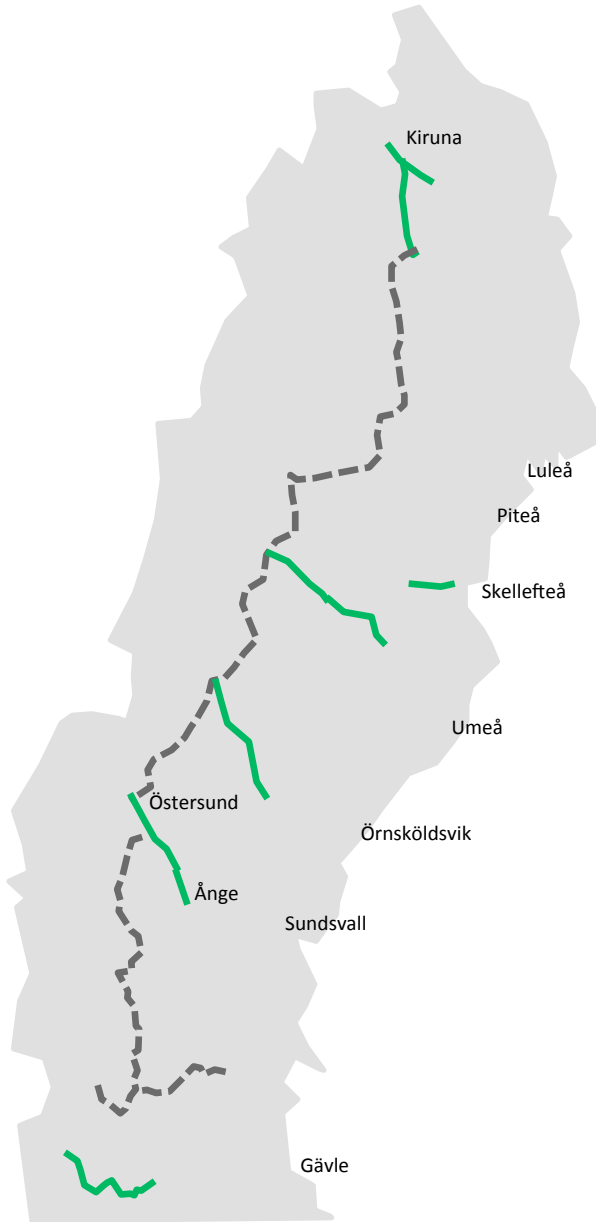 Kiruna
Luleå
Piteå
Skellefteå
Umeå
Östersund
Örnsköldsvik
Ånge
Sundsvall
Gävle